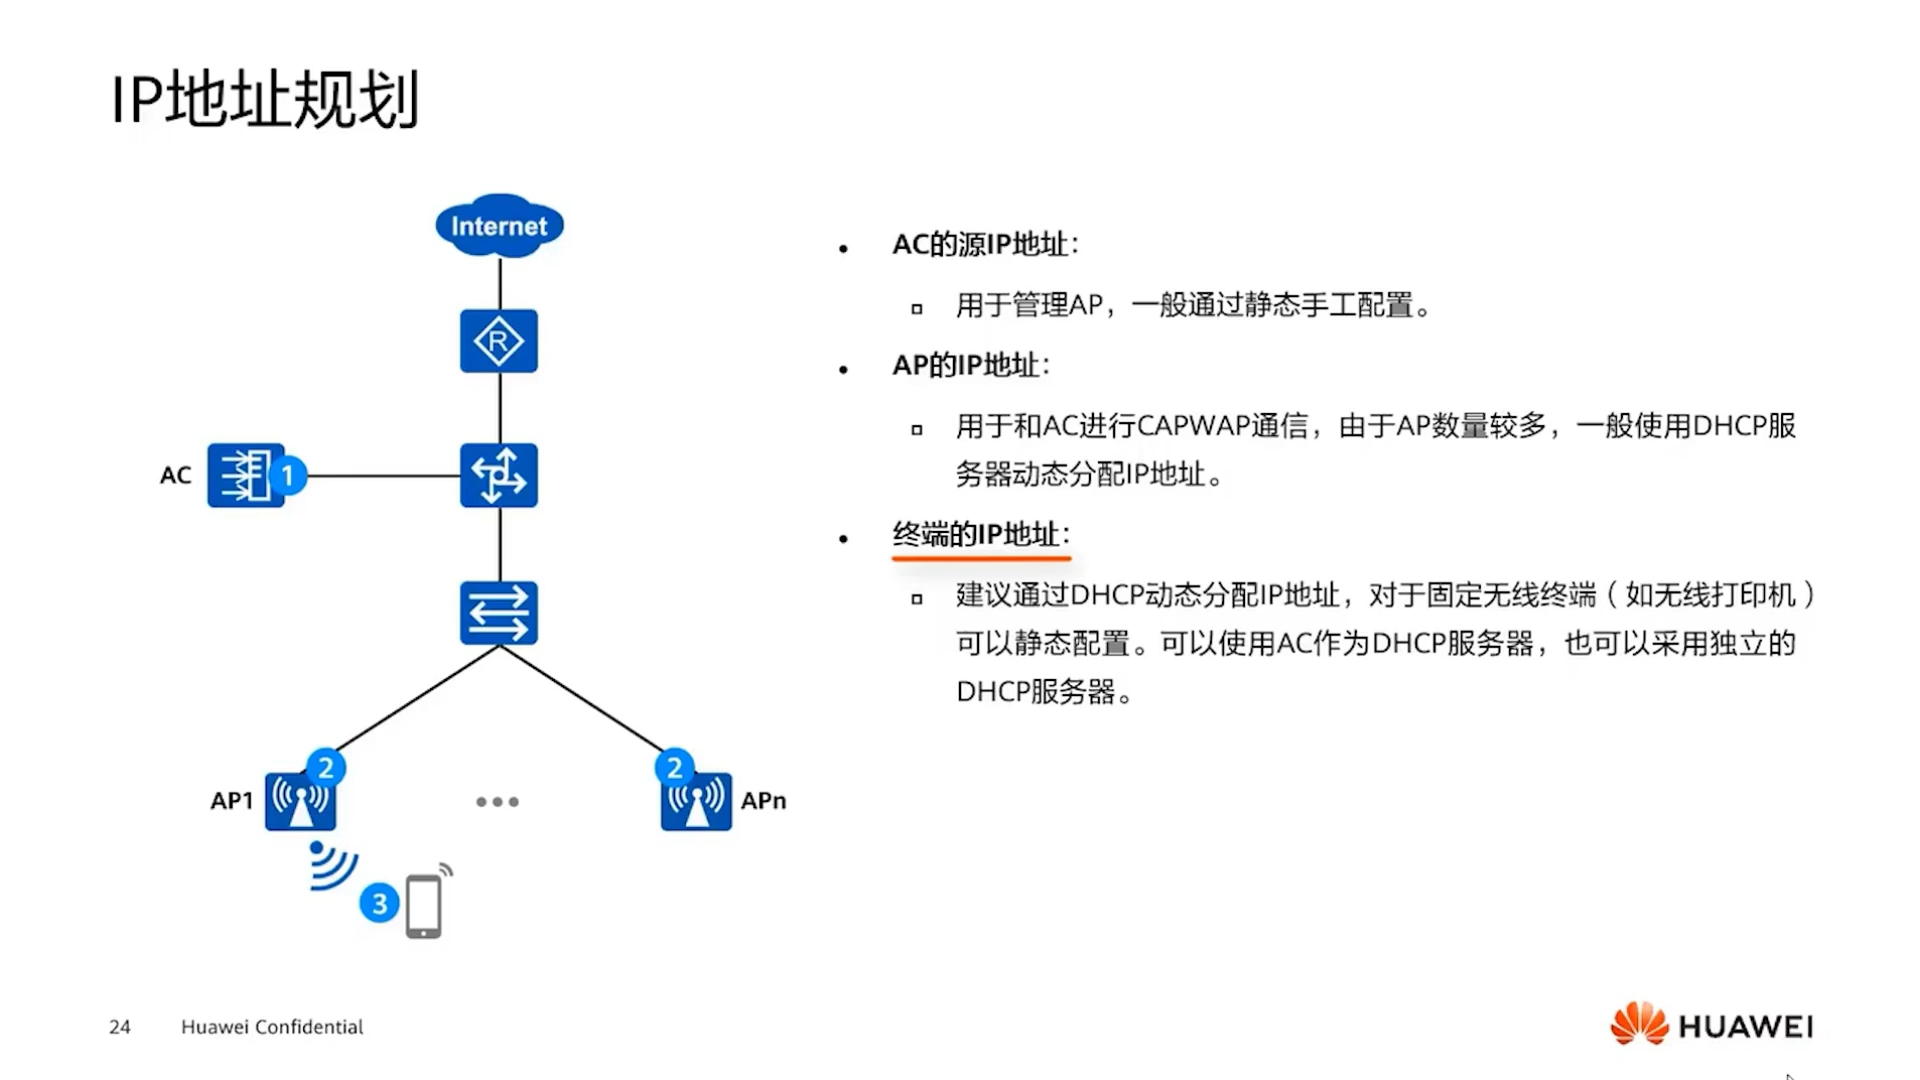 IP地址规划
Internet
R
AC
1
2
2
AP1
APn
3
AC的源IP地址：
用于管理AP，一般通过静态手工配置。
AP的IP地址：
用于和AC进行CAPWAP通信，由于AP数量较多，一般使用DHCP服
务器动态分配IP地址。
终端的IP地址：
建议通过DHCP动态分配IP地址，对于固定无线终端（如无线打印机）
可以静态配置。可以使用AC作为DHCP服务器，也可以采用独立的
DHCP服务器。
24 Huawei Confidential
HUAWEI